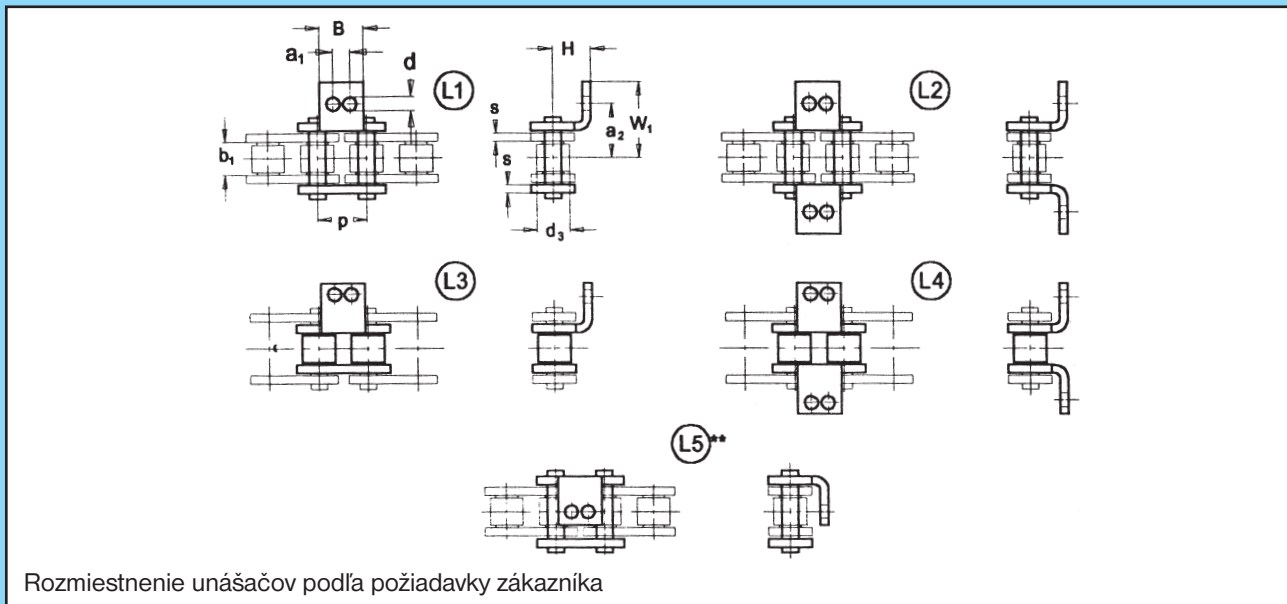 B
H
a₁
d
L1
L2
s
W₁
a₂
b₁
s
p
d₃
L3
L4
L5**
Rozmiestnenie unášačov podľa požiadavky zákazníka